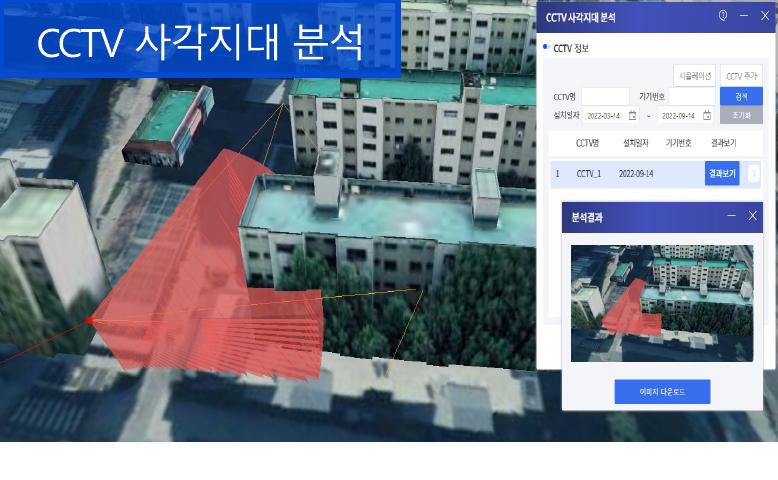 CCTV 사각지대 분석
CCTV 사각지대 분석
CCTV 정보
시뮬레이션 CCTV 추가
CCTV명 기기번호 검색
설치일자 2022-03-14 ~ 2022-09-14 초기화
CCTV명 설치일자 기기번호 결과보기
1 CCTV_1 2022-09-14 결과보기
분석결과
이미지 다운로드